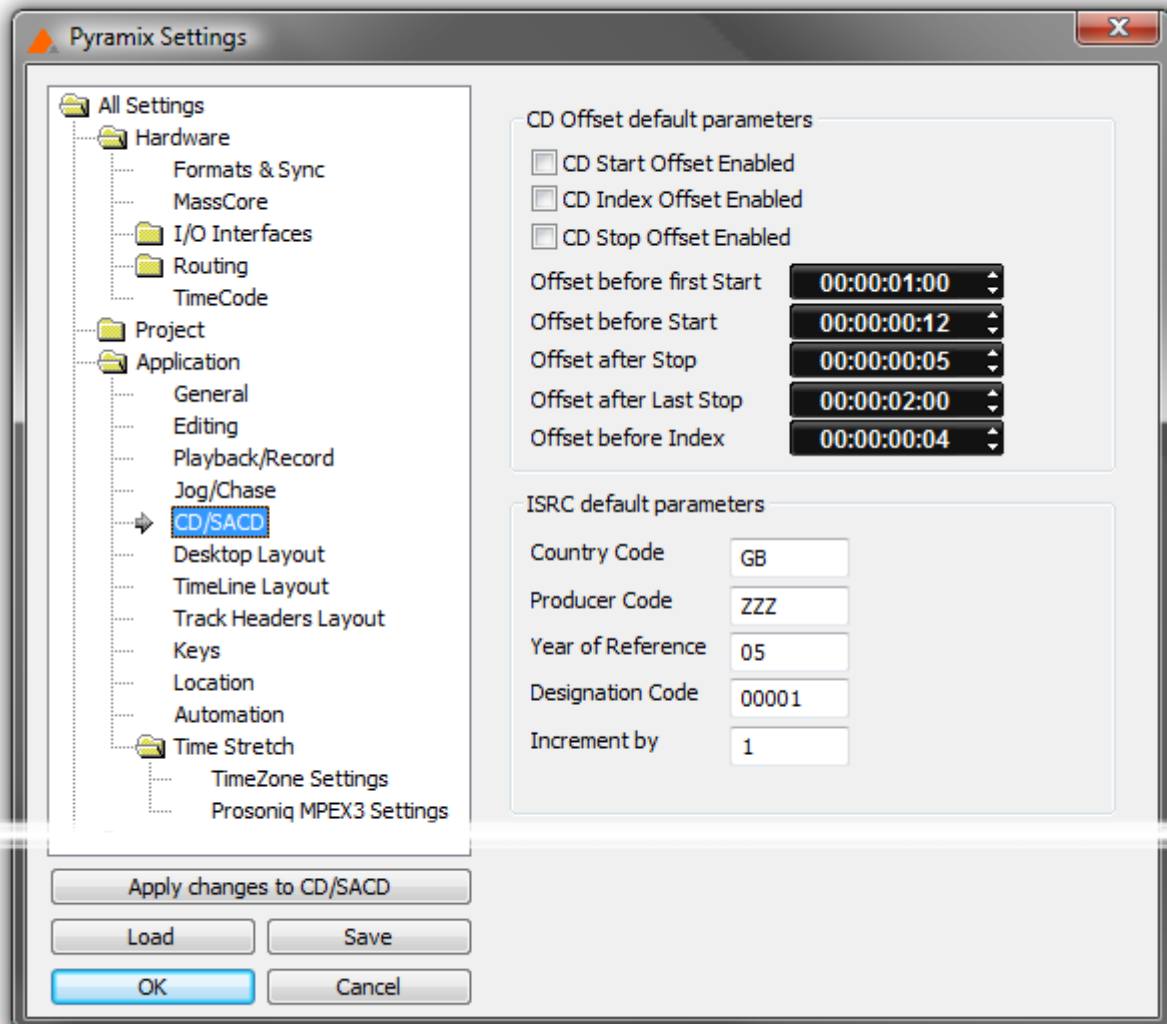 Pyramix Settings
All Settings
Hardware
Formats & Sync
MassCore
I/O Interfaces
Routing
TimeCode
Project
Application
General
Editing
Playback/Record
Jog/Chase
CD/SACD
Desktop Layout
TimeLine Layout
Track Headers Layout
Keys
Location
Automation
Time Stretch
TimeZone Settings
Prosoniq MPEX3 Settings
Apply changes to CD/SACD
Load Save
OK Cancel
CD Offset default parameters
CD Start Offset Enabled
CD Index Offset Enabled
CD Stop Offset Enabled
Offset before first Start 00:00:01:00
Offset before Start 00:00:00:12
Offset after Stop 00:00:00:05
Offset after Last Stop 00:00:02:00
Offset before Index 00:00:00:04
ISRC default parameters
Country Code GB
Producer Code ZZZ
Year of Reference 05
Designation Code 00001
Increment by 1